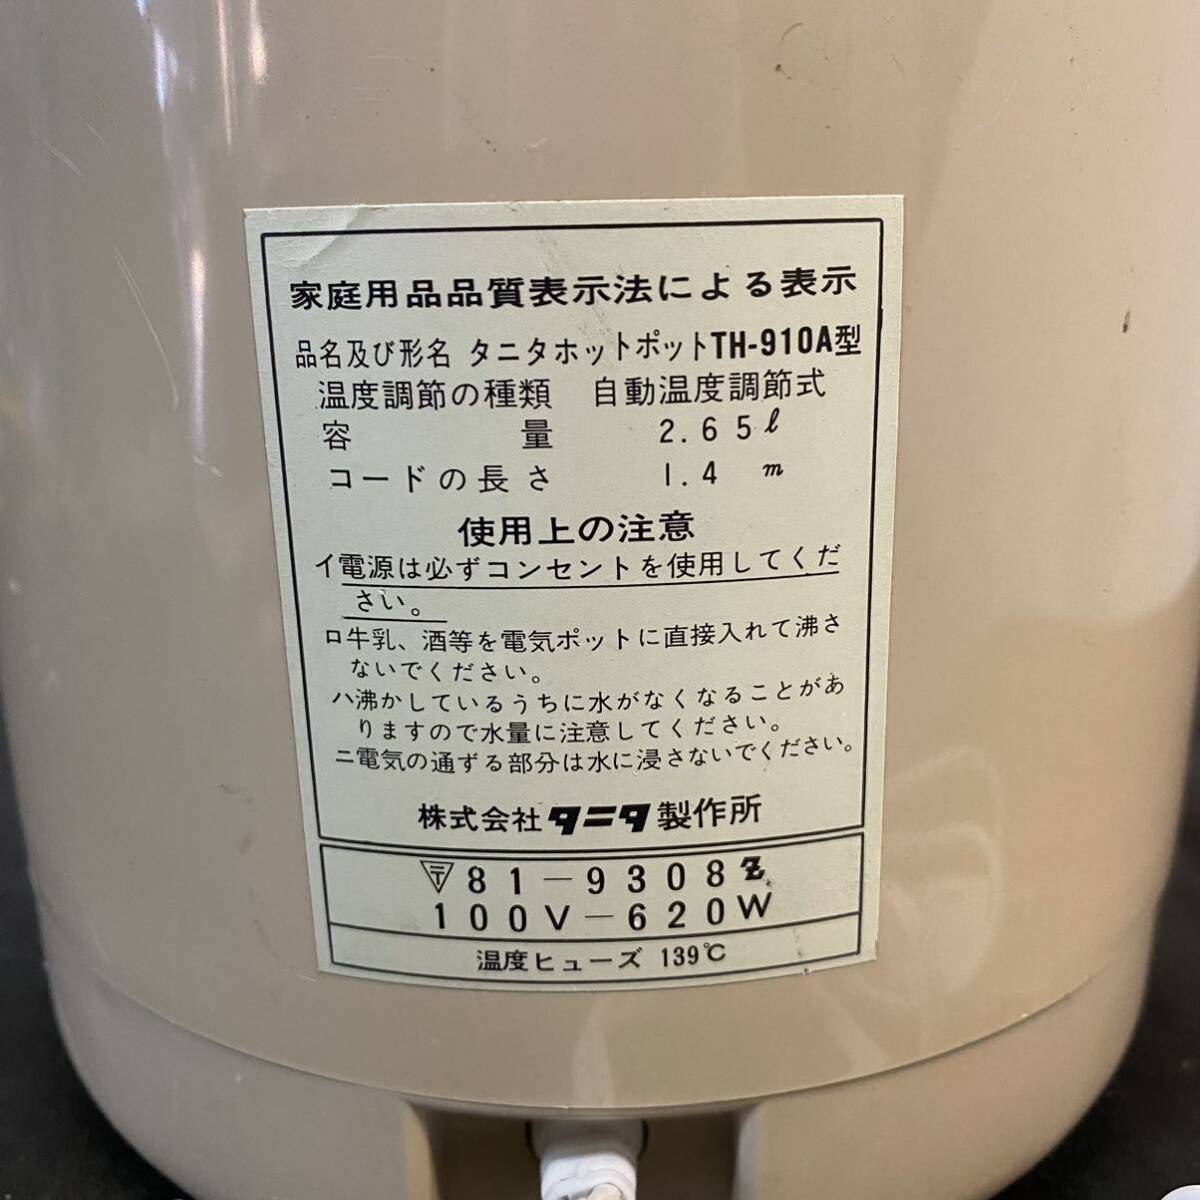 家庭用品品質表示法による表示
品名及び形名 タニタホットポットTH-910A型
温度調節の種類 自動温度調節式
容量 2.65ℓ
コードの長さ 1.4 m
使用上の注意
イ電源は必ずコンセントを使用してくだ
さい。
ロ牛乳、酒等を電気ポットに直接入れて沸さ
ないでください。
ハ沸かしているうちに水がなくなることがあ
りますので水量に注意してください。
ニ電気の通ずる部分は水に浸さないでください。
株式会社 タニタ製作所
〒81-9308
100V-620W
温度ヒューズ 139℃